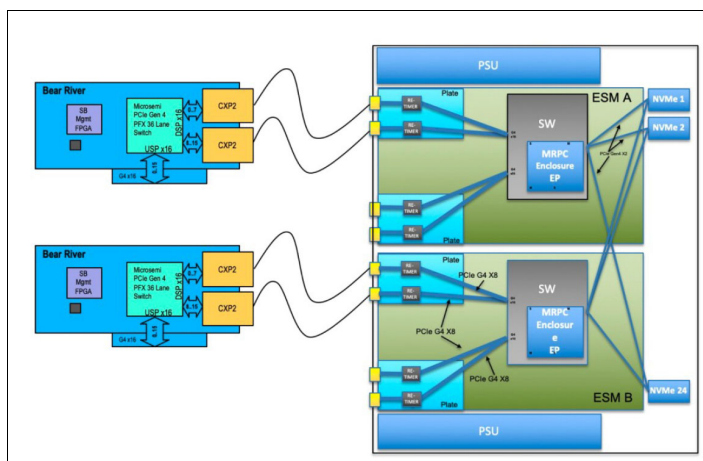 Bear River
SB
Mgmt
FPGA
Microsemi
PCIe Gen 4
PFX 36 Lane
Switch
USP x16
DSP x16
CXP2
CXP2
G4 x16
Bear River
SB
Mgmt
FPGA
Microsemi
PCIe Gen 4
PFX 36 Lane
Switch
USP x16
DSP x16
CXP2
CXP2
G4 x16
PSU
Plate
RE-
TIMER
RE-
TIMER
ESM A
SW
MRPC
Enclosure
EP
NVMe 1
NVMe 2
PCIe Gen4 X2
RE-
TIMER
RE-
TIMER
Plate
Plate
RE-
TIMER
RE-
TIMER
PCIe G4 X8
PCIe G4 X8
SW
MRPC
Enclosur
e
EP
RE-
TIMER
RE-
TIMER
Plate
PCIe G4 X8
ESM B
NVMe 24
PSU